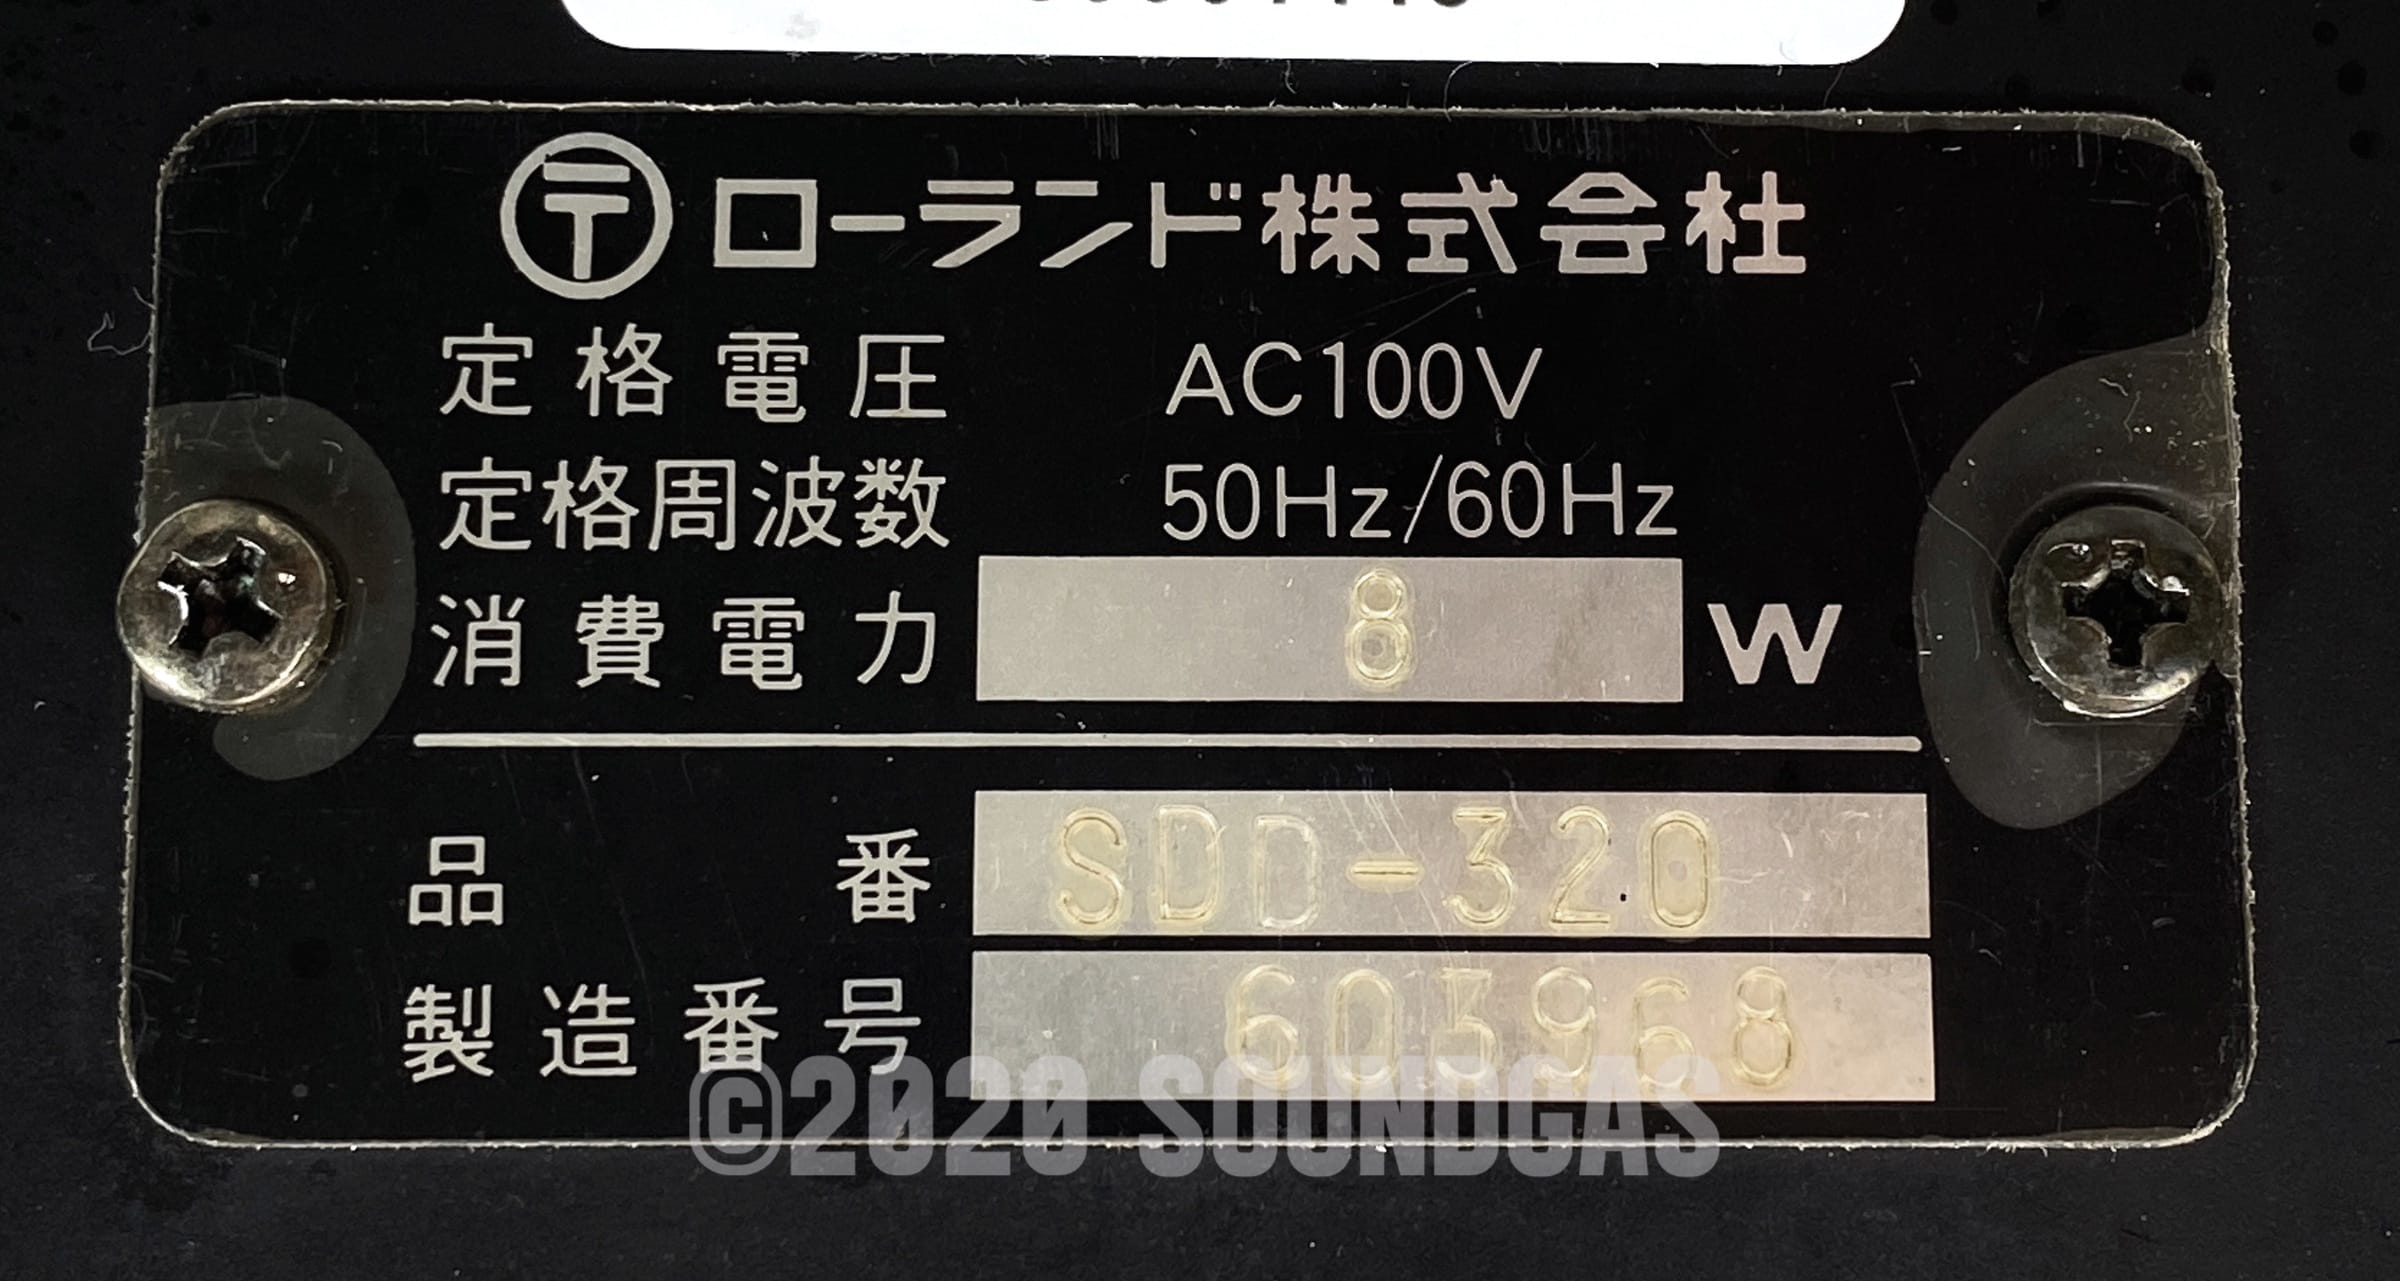 〒ローランド株式会社
定格電圧 AC100V
定格周波数 50Hz/60Hz
消費電力 8 W
品番 SDD-320
製造番号 603968
©2020 SOUNDGAS